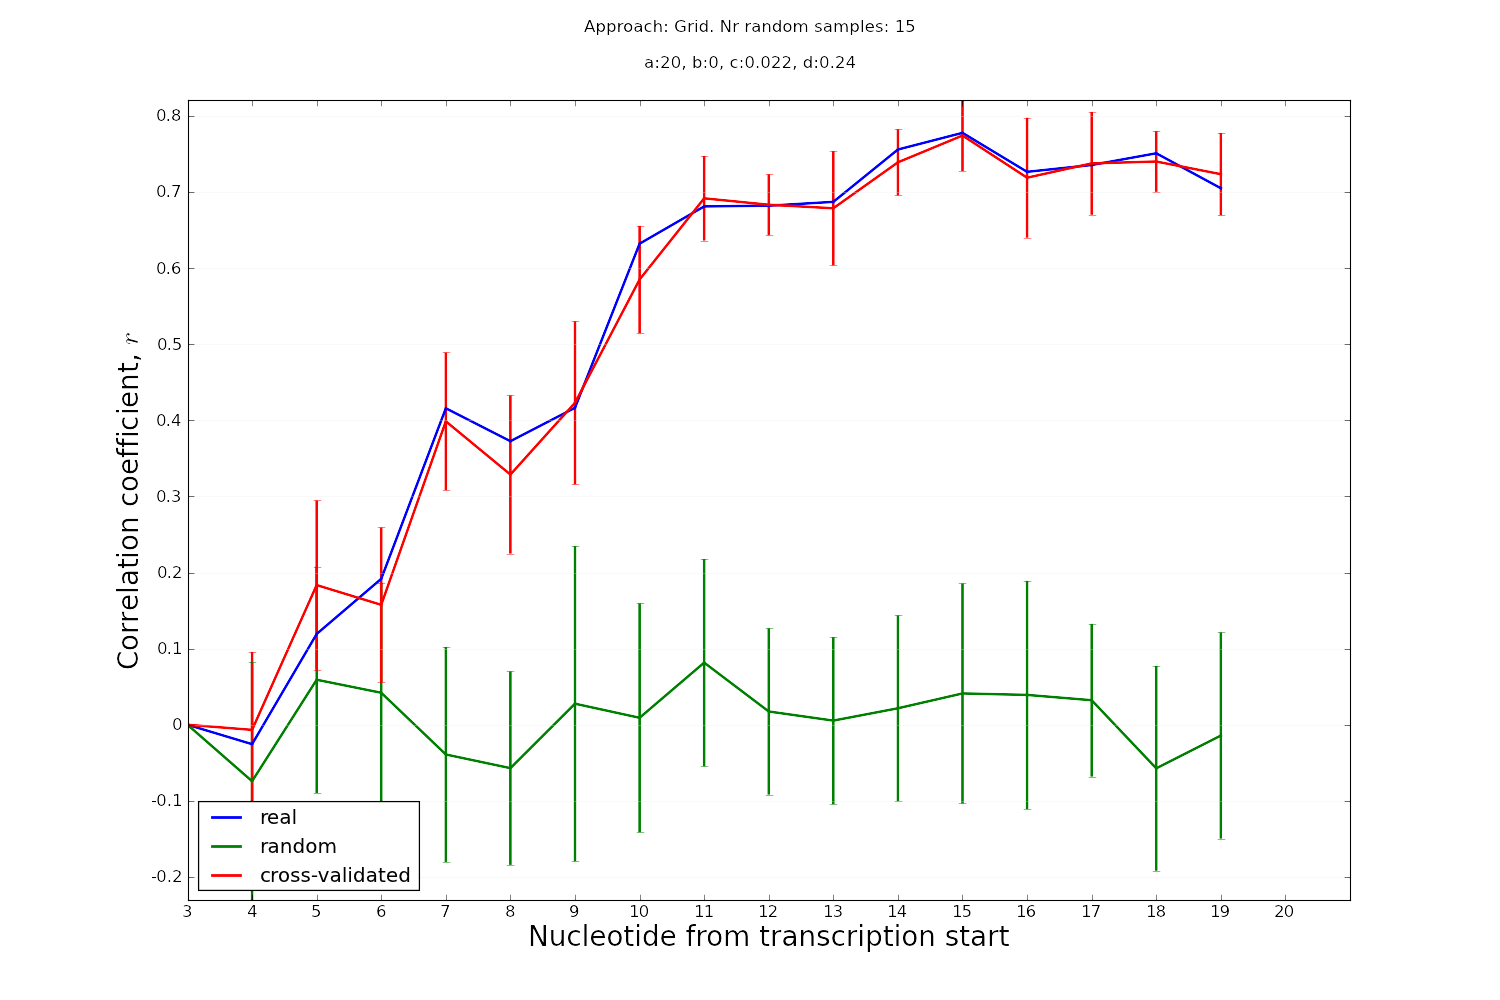 Approach: Grid. Nr random samples: 15
a:20, b:0, c:0.022, d:0.24
0.8
0.7
0.6
0.5
0.4
0.3
0.2
0.1
0
-0.1
-0.2
Correlation coefficient, r
real
random
cross-validated
3 4 5 6 7 8 9 10 11 12 13 14 15 16 17 18 19 20
Nucleotide from transcription start